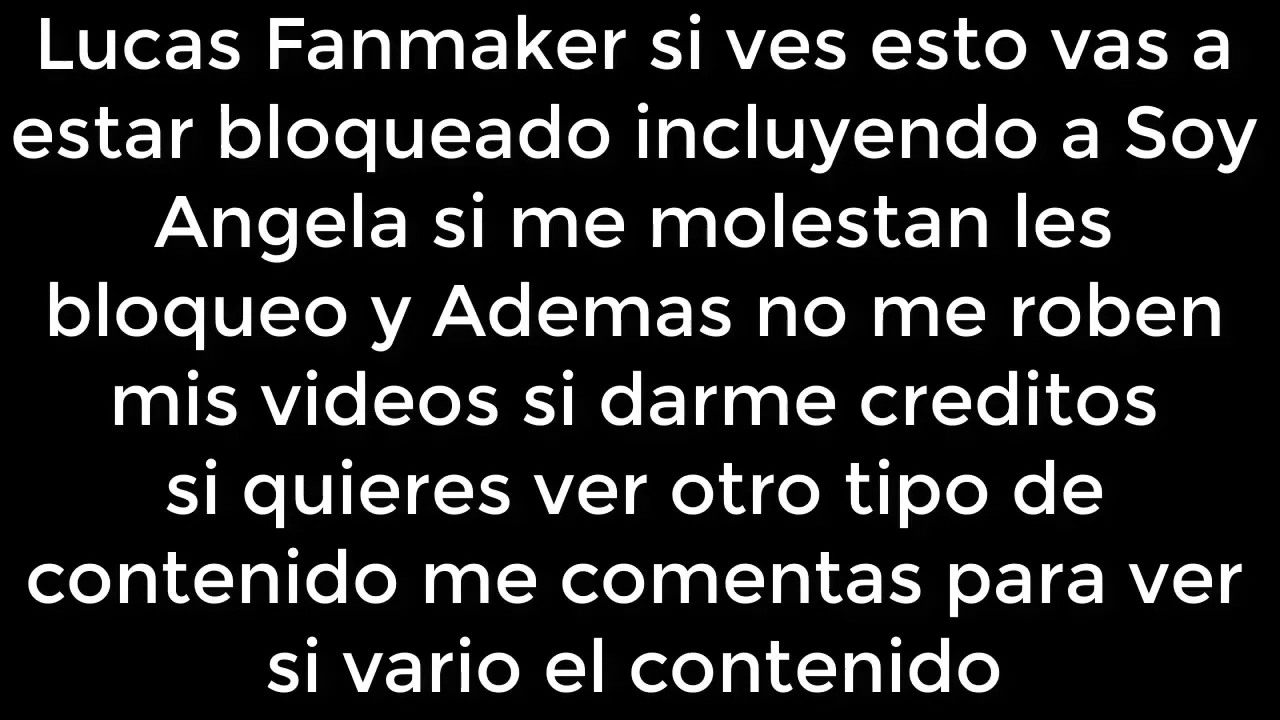 Lucas Fanmaker si ves esto vas a
estar bloqueado incluyendo a Soy
Angela si me molestan les
bloqueo y Ademas no me roben
mis videos si darme creditos
si quieres ver otro tipo de
contenido me comentas para ver
si vario el contenido